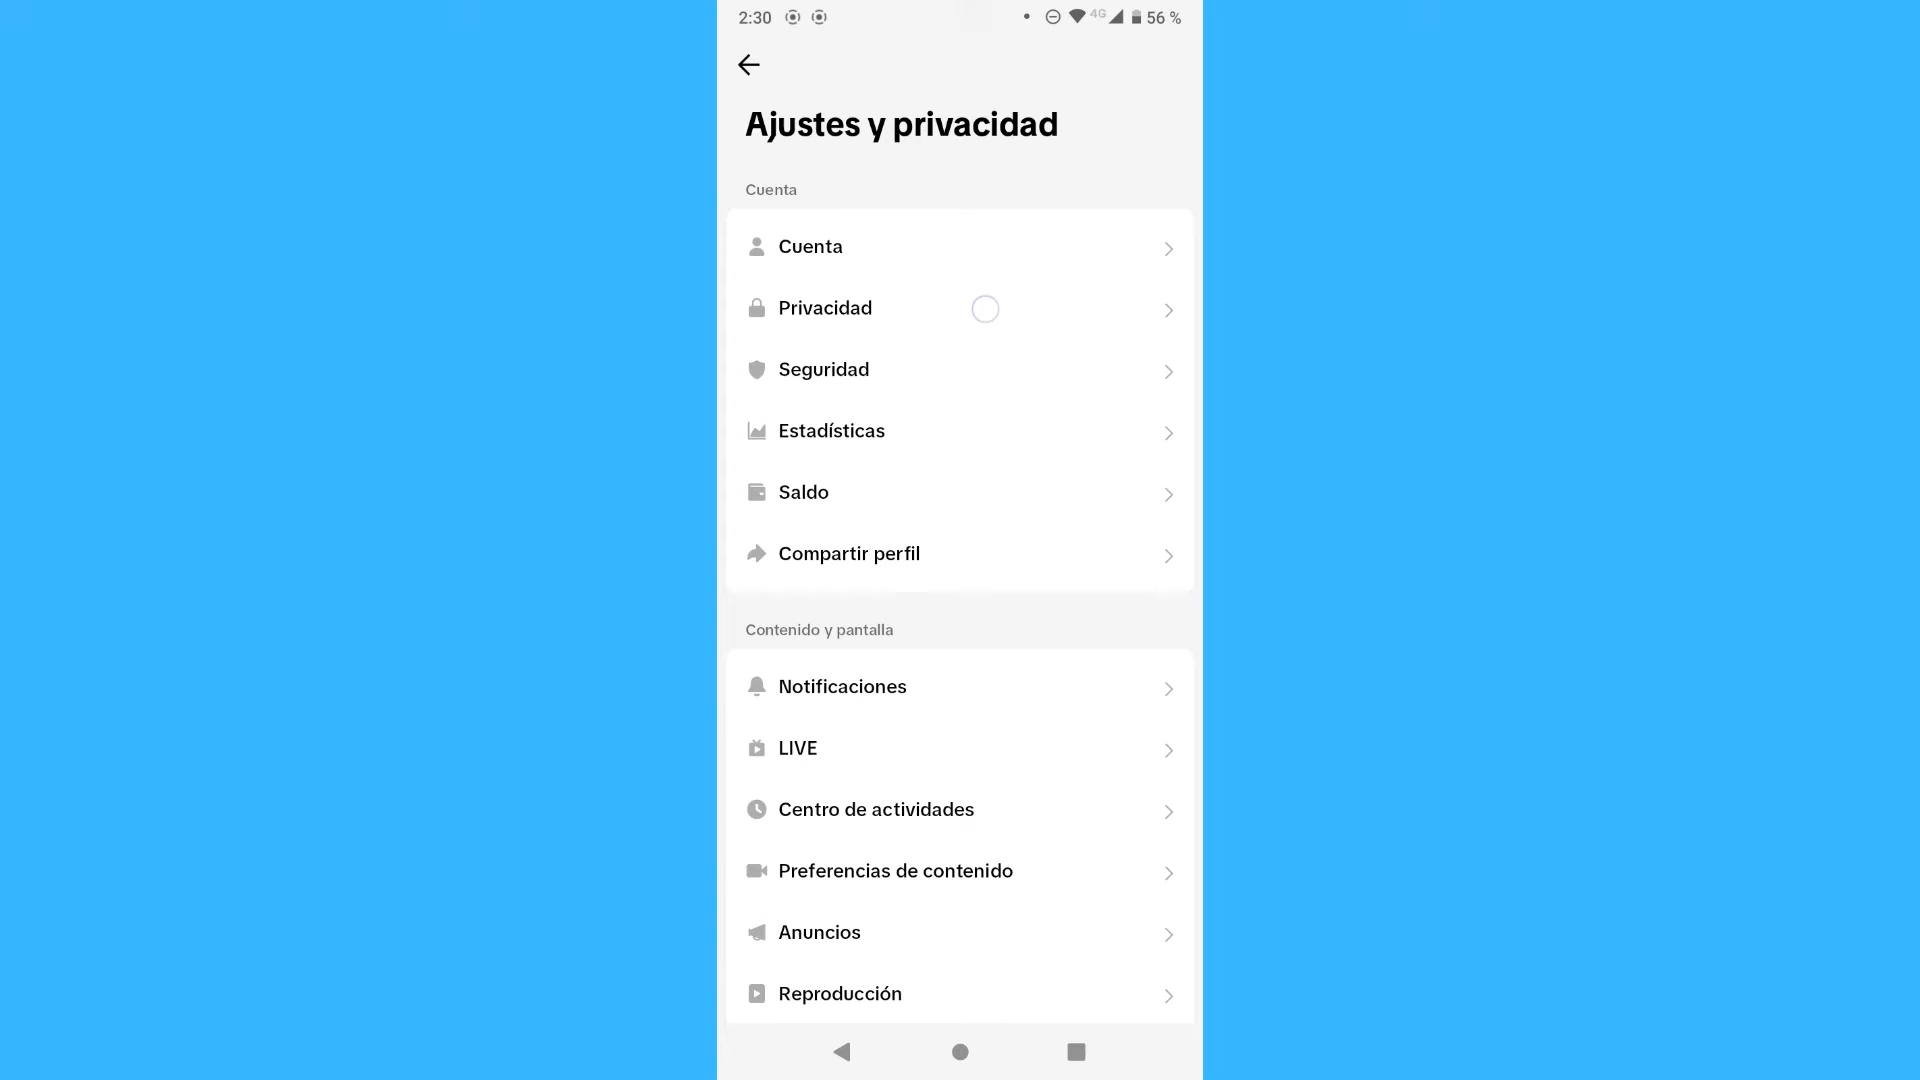 2:30 4G 56 %
Ajustes y privacidad
Cuenta
Cuenta
Privacidad
Seguridad
Estadísticas
Saldo
Compartir perfil
Contenido y pantalla
Notificaciones
LIVE
Centro de actividades
Preferencias de contenido
Anuncios
Reproducción